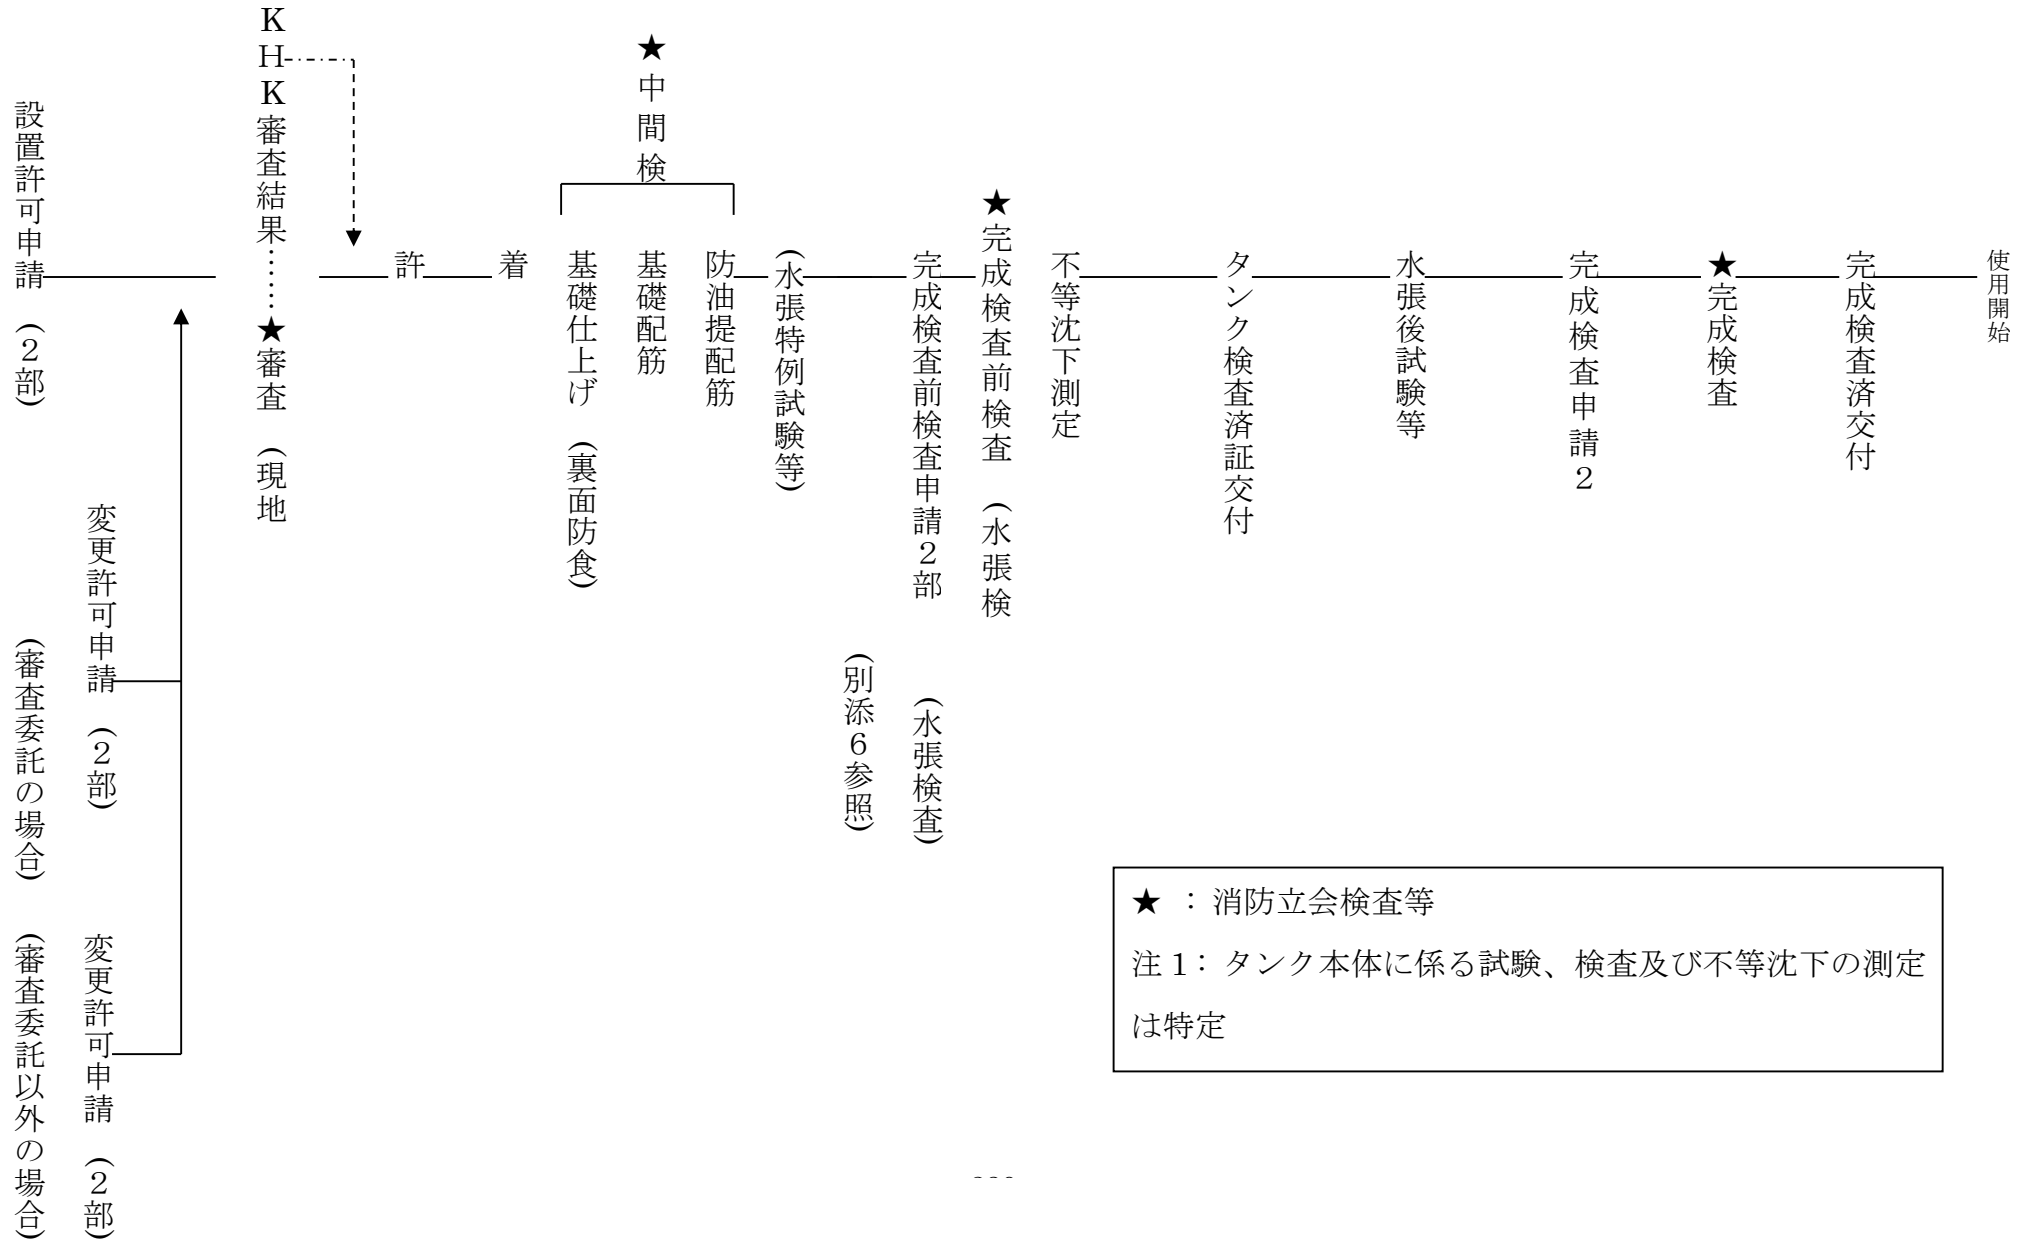 設置許可申請（２部）
ＫＨＫ審査結果……★審査（現地
許
着
★中間検
基礎仕上げ（裏面防食）
基礎配筋
防油提配筋
（水張特例試験等）
完成検査前検査申請２部
（水張検査）
（別添６参照）
★完成検査前検査（水張検
不等沈下測定
タンク検査済証交付
水張後試験等
完成検査申請２
★完成検査
完成検査済交付
使用開始
変更許可申請（２部）
（審査委託の場合）
変更許可申請（２部）
（審査委託以外の場合）
★ ：消防立会検査等
注 1：タンク本体に係る試験、検査及び不等沈下の測定
は特定